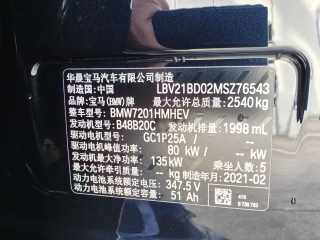 华晨宝马汽车有限公司制造
制造国:中国 LBV21BD02MSZ76543
品牌:宝马(BMW)牌 最大允许总质量:2540kg
整车型号:BMW7201HMHEV
发动机型号:B48B20C 发动机排量:1998 mL
驱动电机型号: GC1P25A
驱动电机峰值功率: 80 kW/
发动机最大净功率: 135kW 乘坐人数:5
最大允许牵引质量: kg 制造年月:2021-02
动力电池系统额定电压: 347.5 V
动力电池系统额定容量: 51 Ah